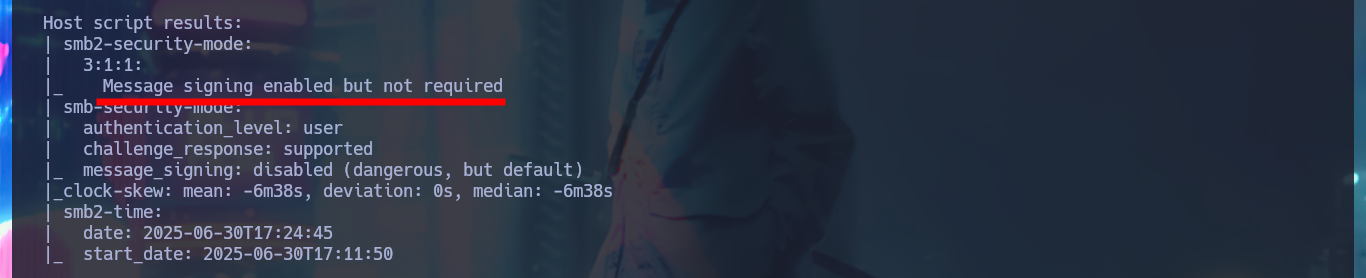 Host script results:
| smb2-security-mode:
|   3:1:1:
|_    Message signing enabled but not required
| smb-security-mode:
|   authentication_level: user
|   challenge_response: supported
|_  message_signing: disabled (dangerous, but default)
|_clock-skew: mean: -6m38s, deviation: 0s, median: -6m38s
| smb2-time:
|   date: 2025-06-30T17:24:45
|_  start_date: 2025-06-30T17:11:50